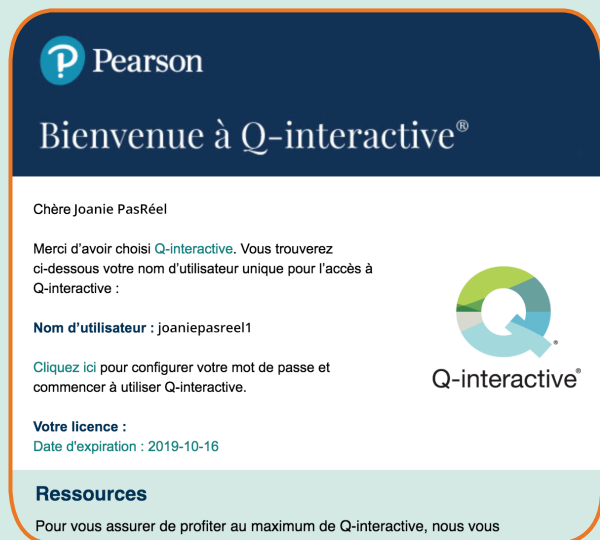 Pearson
Bienvenue à Q-interactive®
Chère Joanie PasRéel
Merci d'avoir choisi Q-interactive. Vous trouverez
ci-dessous votre nom d'utilisateur unique pour l'accès à
Q-interactive :
Nom d'utilisateur : joaniepasreel1
Cliquez ici pour configurer votre mot de passe et
commencer à utiliser Q-interactive.
Votre licence :
Date d'expiration : 2019-10-16
Q-interactive®
Ressources
Pour vous assurer de profiter au maximum de Q-interactive, nous vous